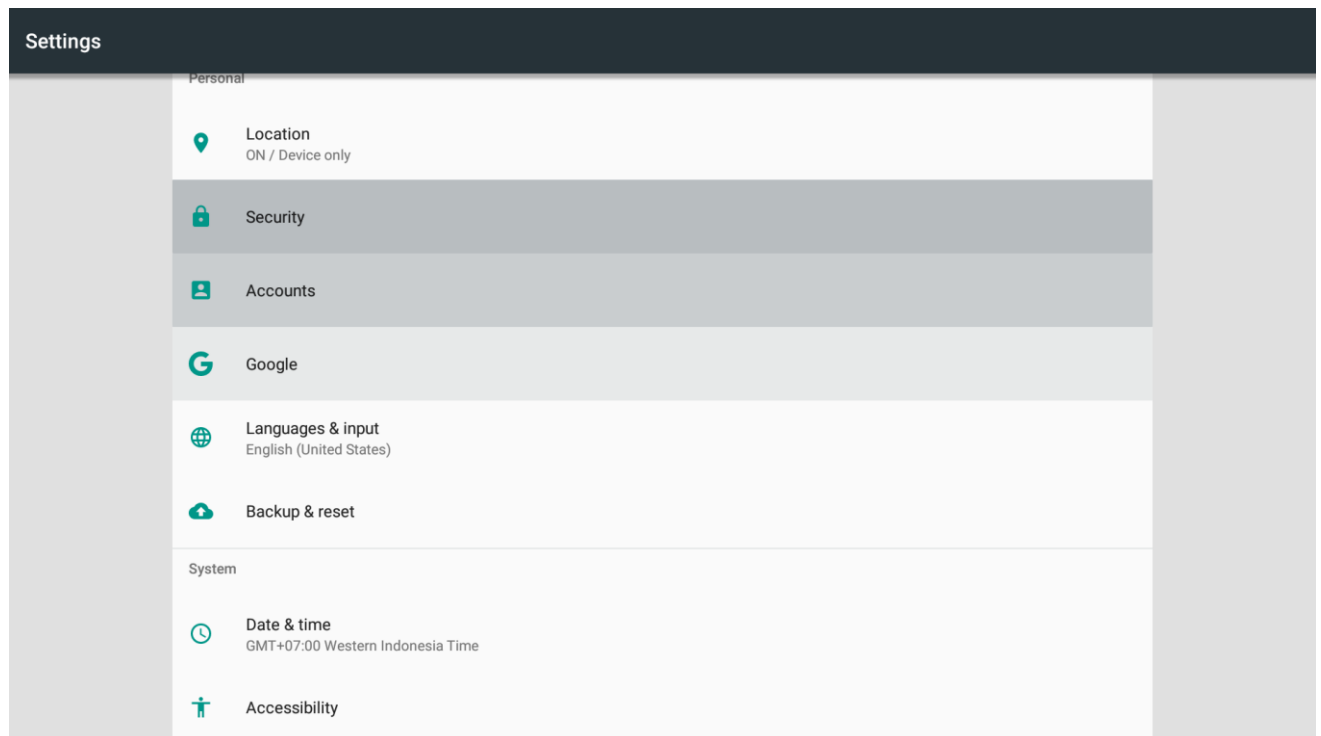 Settings
Personal
Location
ON / Device only
Security
Accounts
Google
Languages & input
English (United States)
Backup & reset
System
Date & time
GMT+07:00 Western Indonesia Time
Accessibility